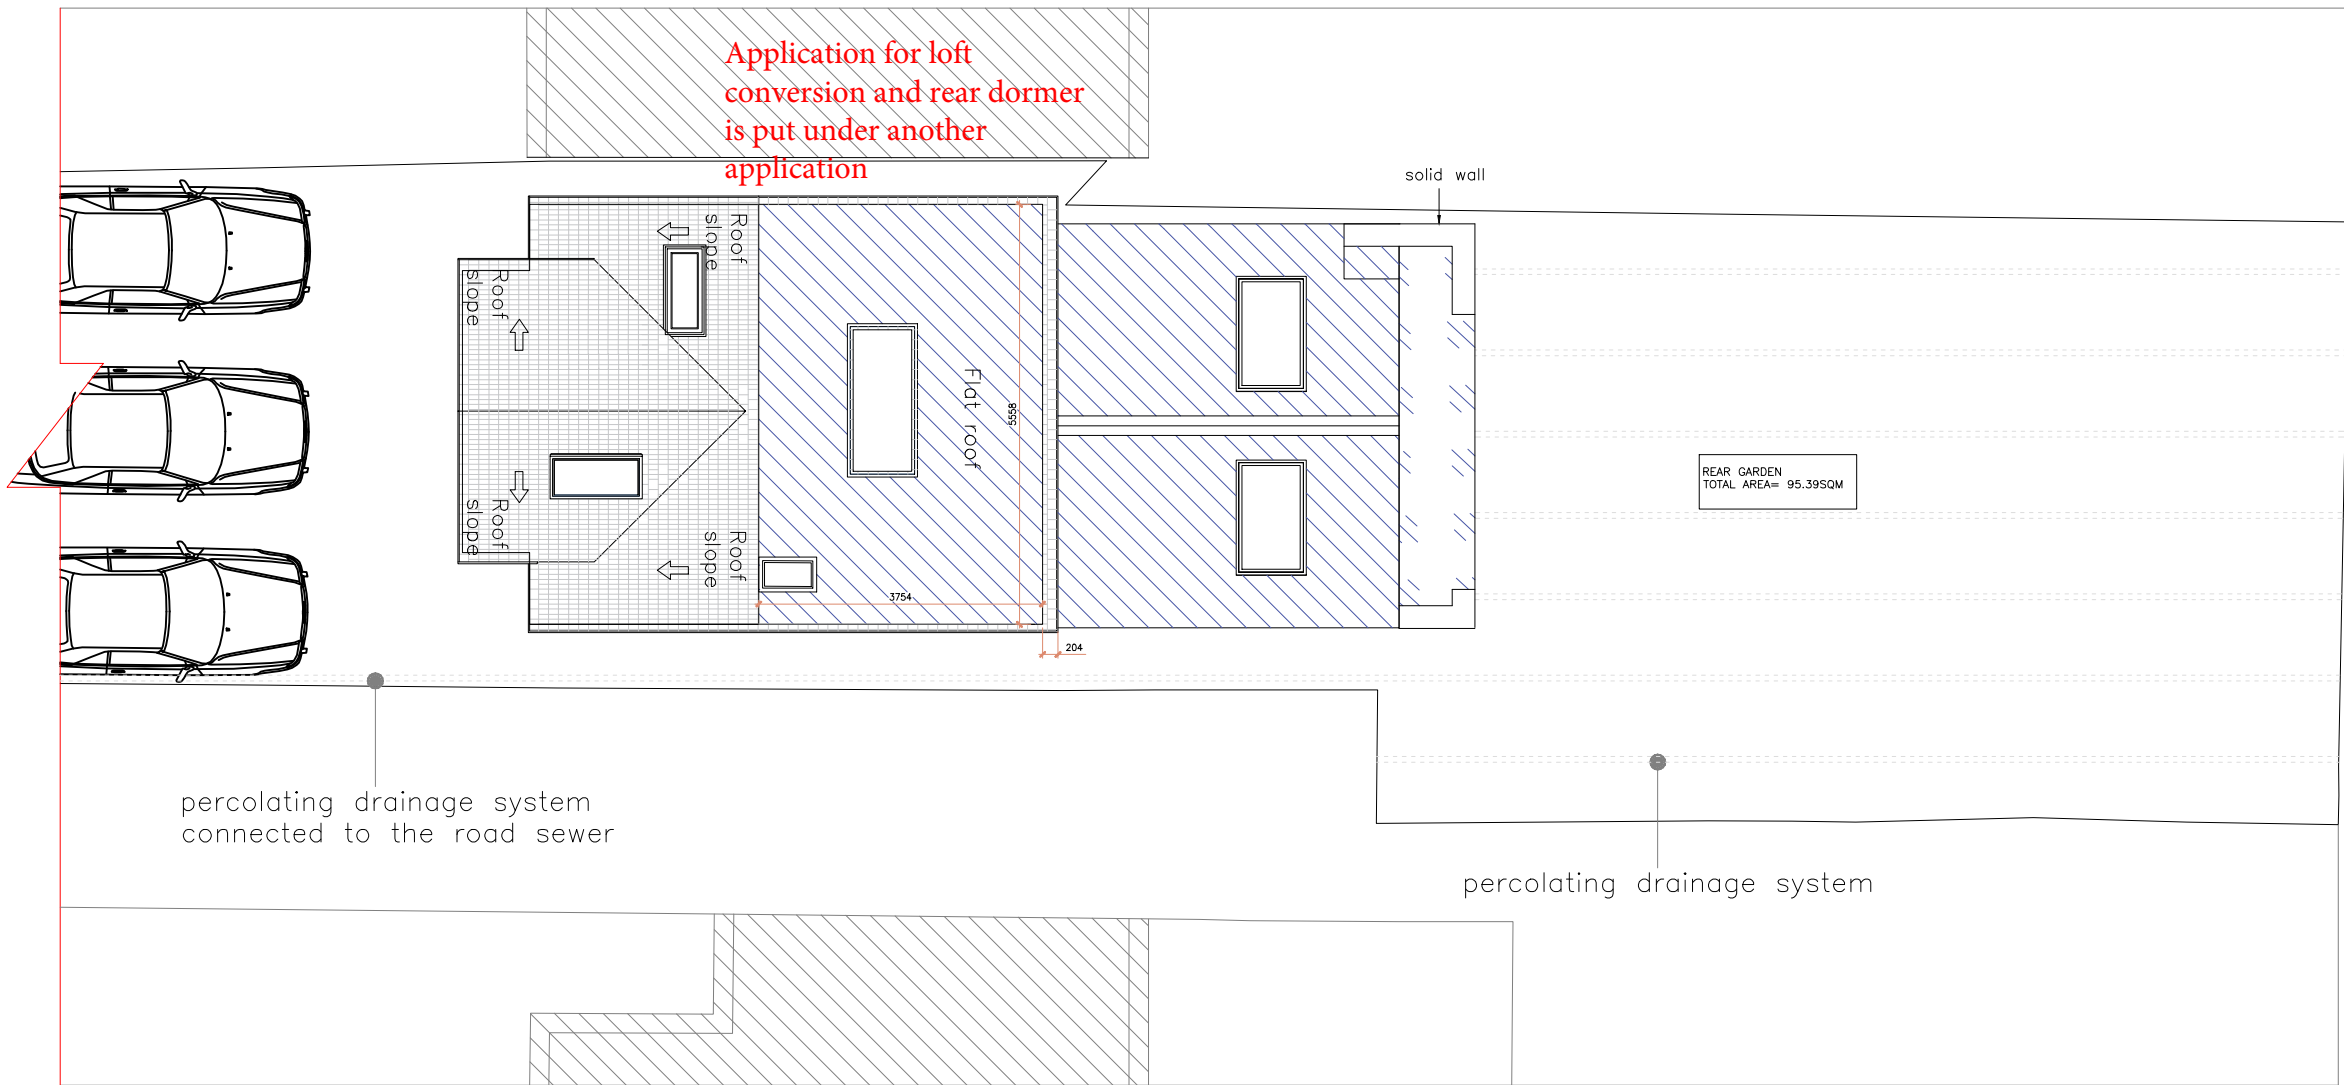 Application for loft
conversion and rear dormer
is put under another
application
solid wall
Roof
slope
Roof
slope
Flat roof
5558
REAR GARDEN
TOTAL AREA= 95.39SQM
Roof
slope
Roof
slope
3754
204
percolating drainage system
connected to the road sewer
percolating drainage system